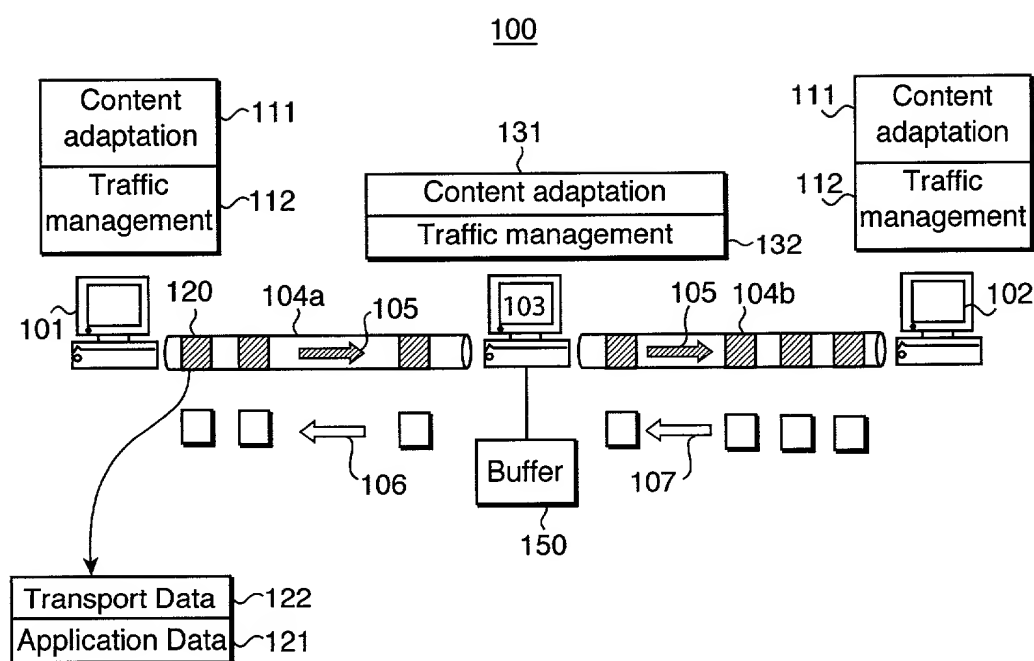 100
Content
adaptation
111
Traffic
management
112
131
Content adaptation
Traffic management
132
111
Content
adaptation
112
Traffic
management
101
120
104a
105
103
105
104b
102
106
Buffer
150
107
Transport Data
122
Application Data
121